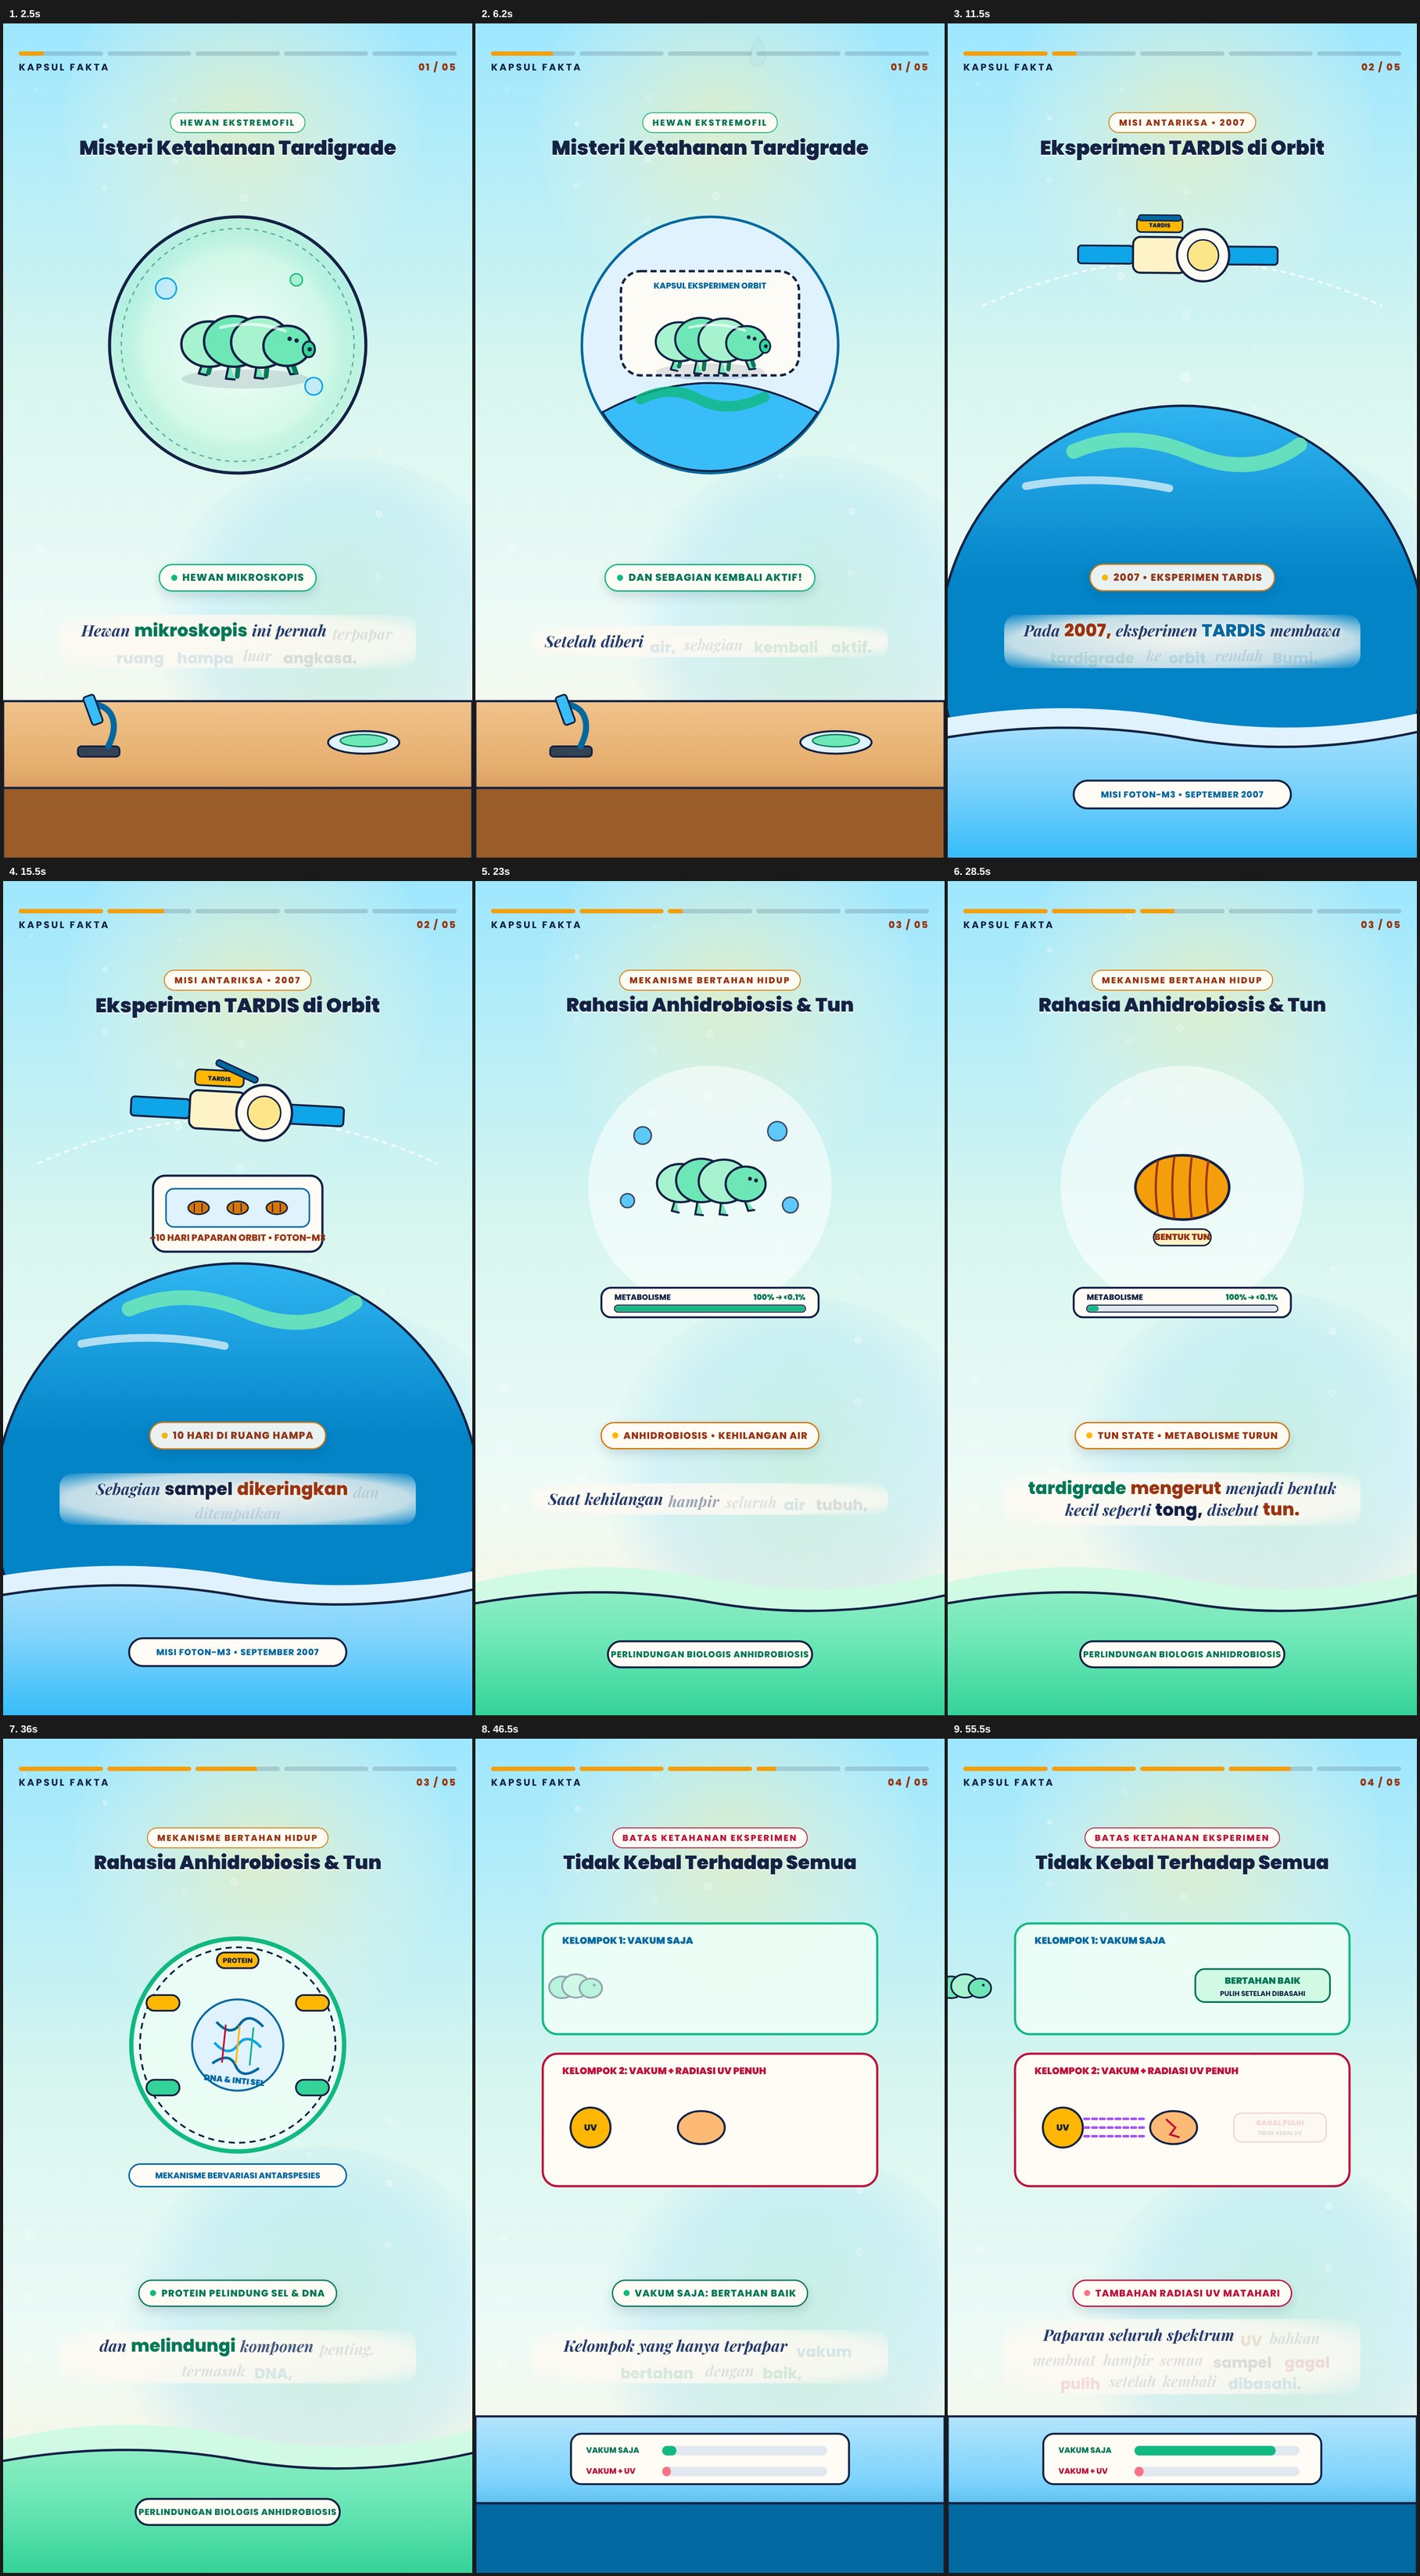 1. 2.5s
KAPSUL FAKTA
01 / 05
HEWAN EKSTREMOFIL
Misteri Ketahanan Tardigrade
HEWAN MIKROSKOPIS
Hewan mikroskopis ini pernah terpapar
ruang hampa luar angkasa.
2. 6.2s
KAPSUL FAKTA
01 / 05
HEWAN EKSTREMOFIL
Misteri Ketahanan Tardigrade
KAPSUL EKSPERIMEN ORBIT
DAN SEBAGIAN KEMBALI AKTIF!
Setelah diberi air, sebagian kembali aktif.
3. 11.5s
KAPSUL FAKTA
02 / 05
MISI ANTARIKSA • 2007
Eksperimen TARDIS di Orbit
TARDIS
2007 • EKSPERIMEN TARDIS
Pada 2007, eksperimen TARDIS membawa
tardigrade ke orbit rendah Bumi.
MISI FOTON-M3 • SEPTEMBER 2007
4. 15.5s
KAPSUL FAKTA
02 / 05
MISI ANTARIKSA • 2007
Eksperimen TARDIS di Orbit
TARDIS
~10 HARI PAPARAN ORBIT • FOTON-M3
10 HARI DI RUANG HAMPA
Sebagian sampel dikeringkan dan
ditempatkan
MISI FOTON-M3 • SEPTEMBER 2007
5. 23s
KAPSUL FAKTA
03 / 05
MEKANISME BERTAHAN HIDUP
Rahasia Anhidrobiosis & Tun
METABOLISME
100% → <0.1%
ANHIDROBIOSIS • KEHILANGAN AIR
Saat kehilangan hampir seluruh air tubuh,
PERLINDUNGAN BIOLOGIS ANHIDROBIOSIS
6. 28.5s
KAPSUL FAKTA
03 / 05
MEKANISME BERTAHAN HIDUP
Rahasia Anhidrobiosis & Tun
BENTUK TUN
METABOLISME
100% → <0.1%
TUN STATE • METABOLISME TURUN
tardigrade mengerut menjadi bentuk
kecil seperti tong, disebut tun.
PERLINDUNGAN BIOLOGIS ANHIDROBIOSIS
7. 36s
KAPSUL FAKTA
03 / 05
MEKANISME BERTAHAN HIDUP
Rahasia Anhidrobiosis & Tun
PROTEIN
DNA & INTI SEL
MEKANISME BERVARIASI ANTARSPESIES
PROTEIN PELINDUNG SEL & DNA
dan melindungi komponen penting,
termasuk DNA,
PERLINDUNGAN BIOLOGIS ANHIDROBIOSIS
8. 46.5s
KAPSUL FAKTA
04 / 05
BATAS KETAHANAN EKSPERIMEN
Tidak Kebal Terhadap Semua
KELOMPOK 1: VAKUM SAJA
KELOMPOK 2: VAKUM + RADIASI UV PENUH
UV
VAKUM SAJA: BERTAHAN BAIK
Kelompok yang hanya terpapar vakum
bertahan dengan baik,
VAKUM SAJA
VAKUM + UV
9. 55.5s
KAPSUL FAKTA
04 / 05
BATAS KETAHANAN EKSPERIMEN
Tidak Kebal Terhadap Semua
KELOMPOK 1: VAKUM SAJA
BERTAHAN BAIK
PULIH SETELAH DIBASAHI
KELOMPOK 2: VAKUM + RADIASI UV PENUH
UV
GAGAL PULIH
TIDAK KEBAL UV
TAMBAHAN RADIASI UV MATAHARI
Paparan seluruh spektrum UV bahkan
membuat hampir semua sampel gagal
pulih setelah kembali dibasahi.
VAKUM SAJA
VAKUM + UV